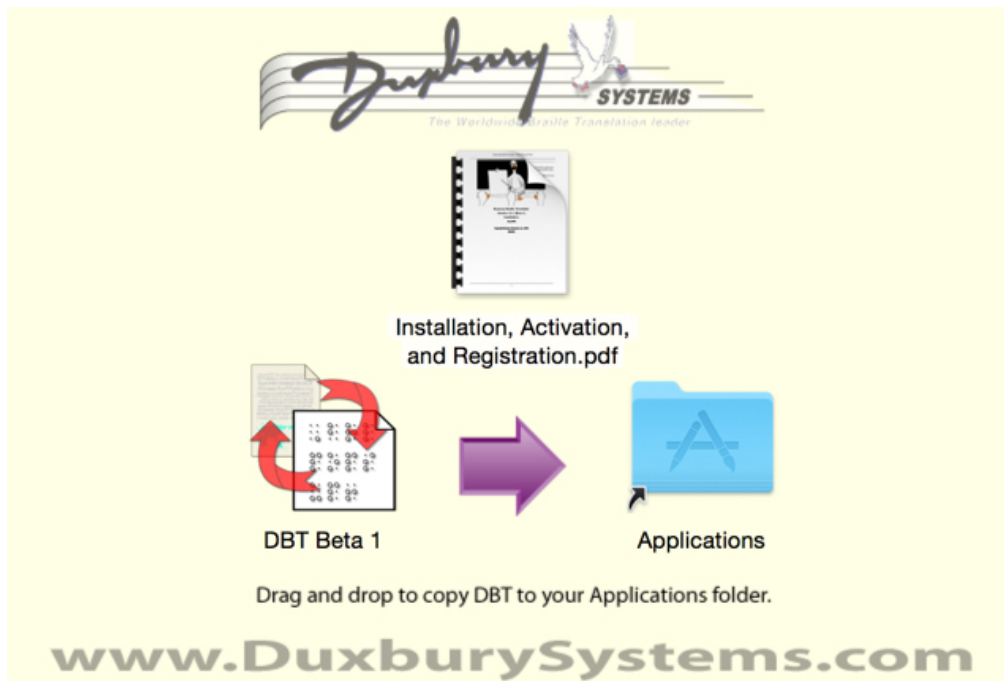 Duxbury
SYSTEMS
The Worldwide Braille Translation leader
Installation, Activation,
and Registration.pdf
DBT Beta 1
Applications
Drag and drop to copy DBT to your Applications folder.
www.DuxburySystems.com